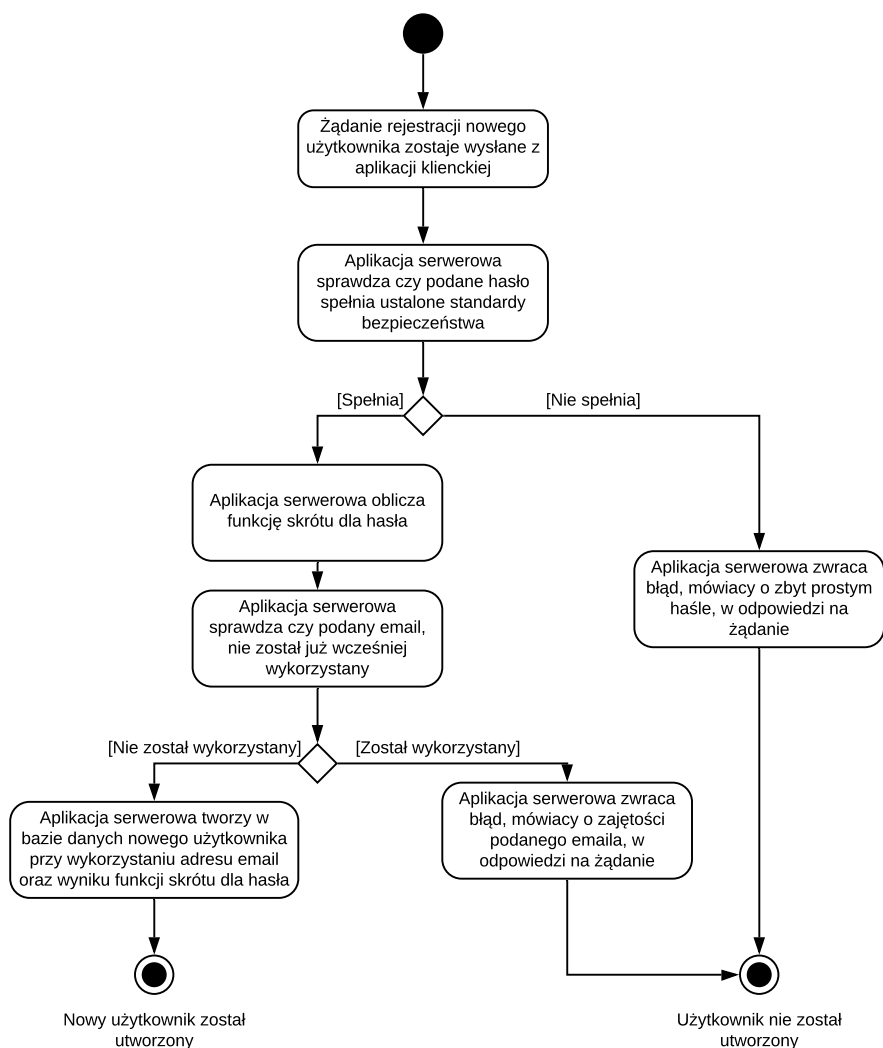 Żądanie rejestracji nowego
użytkownika zostaje wysłane z
aplikacji klienckiej
Aplikacja serwerowa
sprawdza czy podane hasło
spełnia ustalone standardy
bezpieczeństwa
[Spełnia]
[Nie spełnia]
Aplikacja serwerowa oblicza
funkcję skrótu dla hasła
Aplikacja serwerowa zwraca
błąd, mówiacy o zbyt prostym
haśle, w odpowiedzi na
żądanie
Aplikacja serwerowa
sprawdza czy podany email,
nie został już wcześniej
wykorzystany
[Nie został wykorzystany]
[Został wykorzystany]
Aplikacja serwerowa tworzy w
bazie danych nowego użytkownika
przy wykorzystaniu adresu email
oraz wyniku funkcji skrótu dla hasła
Aplikacja serwerowa zwraca
błąd, mówiacy o zajętości
podanego emaila, w
odpowiedzi na żądanie
Nowy użytkownik został
utworzony
Użytkownik nie został
utworzony